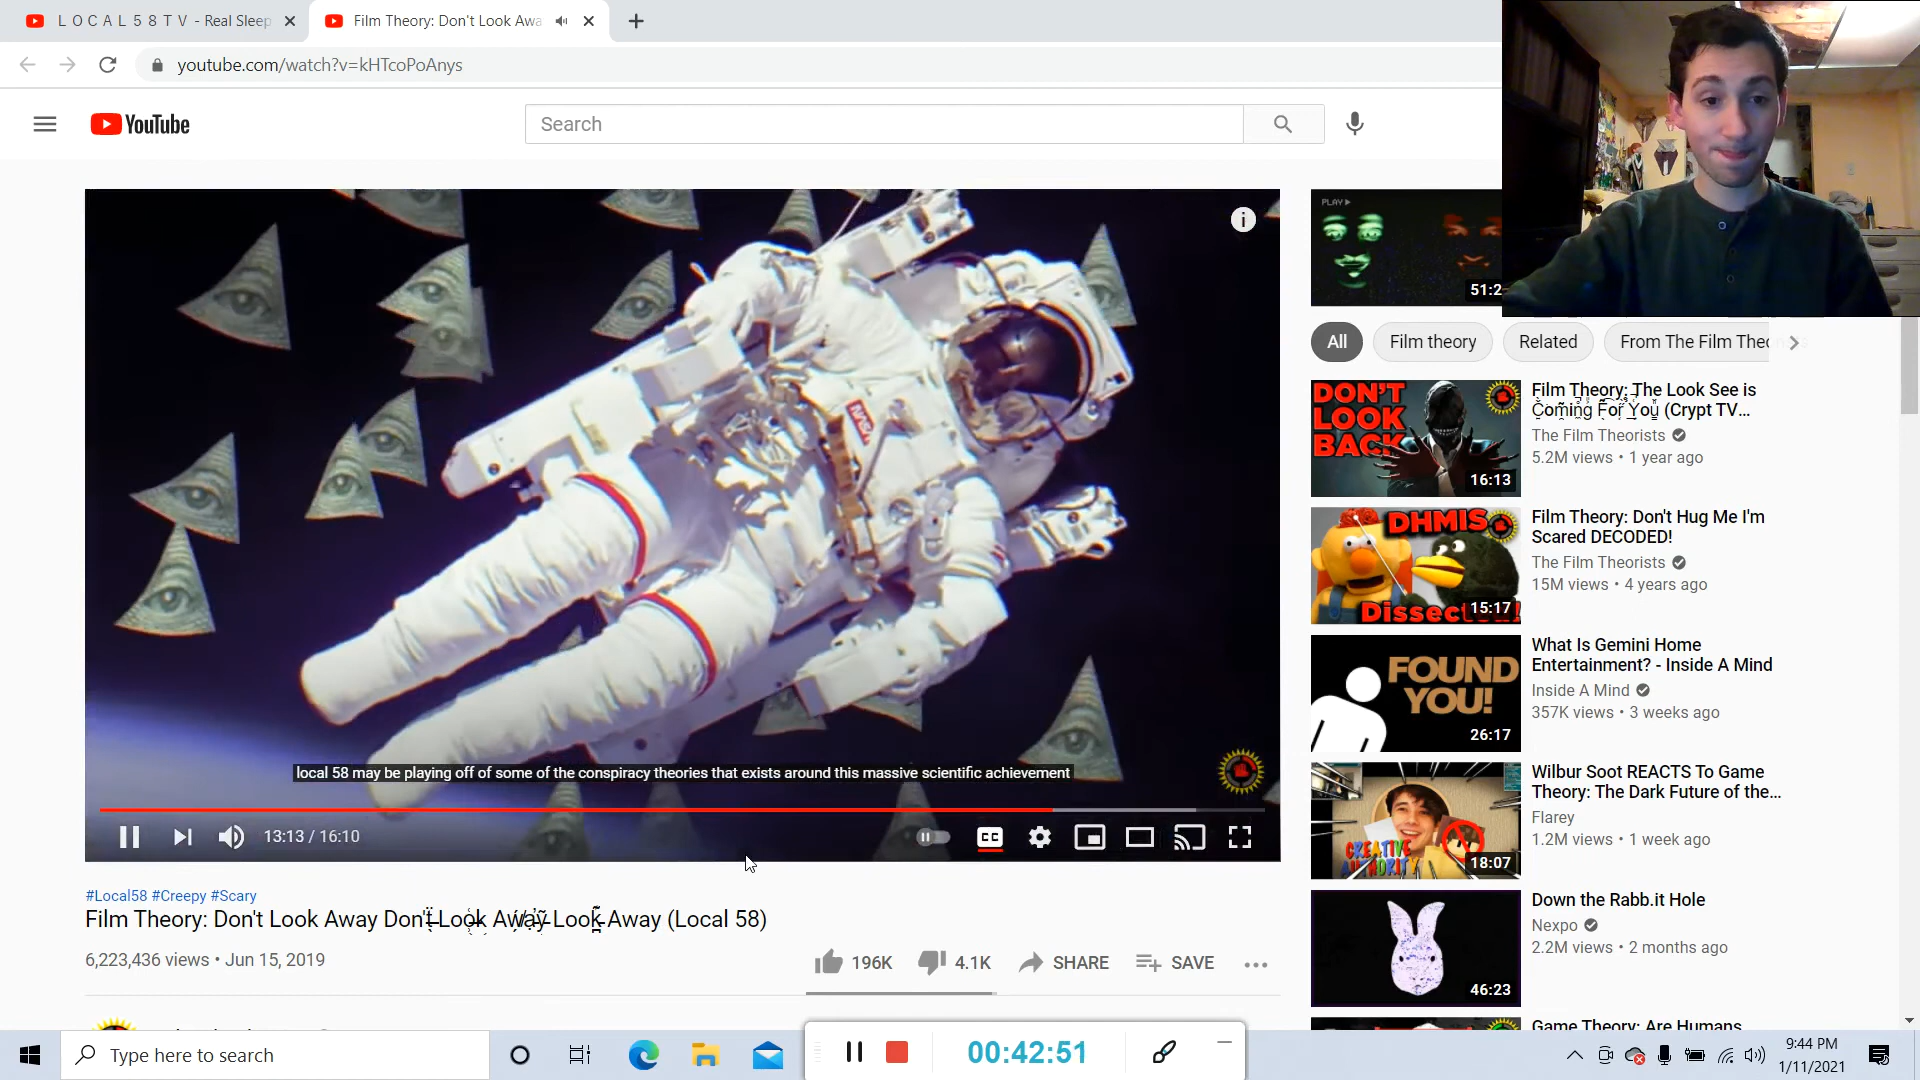 L O C A L 5 8 T V - Real Sleep
Film Theory: Don't Look Awa
youtube.com/watch?v=kHTcoPoAnys
YouTube
Search
NASA
local 58 may be playing off of some of the conspiracy theories that exists around this massive scientific achievement
13:13 / 16:10
CC
#Local58 #Creepy #Scary
Film Theory: Don't Look Away Don't Look Away Look Away (Local 58)
6,223,436 views • Jun 15, 2019
196K
4.1K
SHARE
SAVE
PLAY
51:2
All
Film theory
Related
From The Film Theo
DON'T
LOOK
BACK
16:13
Film Theory: The Look See is
Coming For You (Crypt TV...
The Film Theorists
5.2M views • 1 year ago
DHMIS
Dissec
15:17
Film Theory: Don't Hug Me I'm
Scared DECODED!
The Film Theorists
15M views • 4 years ago
FOUND
YOU!
26:17
What Is Gemini Home
Entertainment? - Inside A Mind
Inside A Mind
357K views • 3 weeks ago
CREATIVE
AUTHORITY
18:07
Wilbur Soot REACTS To Game
Theory: The Dark Future of the...
Flarey
1.2M views • 1 week ago
46:23
Down the Rabb.it Hole
Nexpo
2.2M views • 2 months ago
Game Theory: Are Humans
Type here to search
00:42:51
9:44 PM
1/11/2021